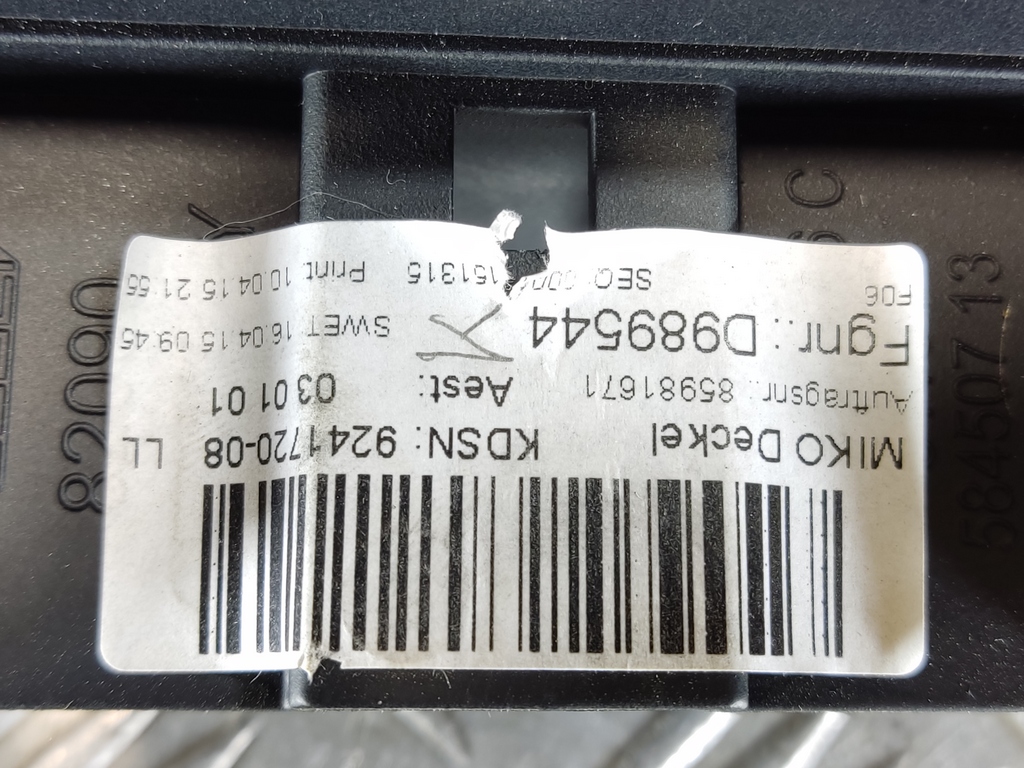 MIKO Deckel KDSN: 9241720-08 LL
Auftragsnr.: 85981671 Aest: 03 01 01
Fgnr.: D989544 SWET: 16.04.15 09:45
F06 SEQ: 151315 Print: 10.04.15 21:55
584507 13
82090